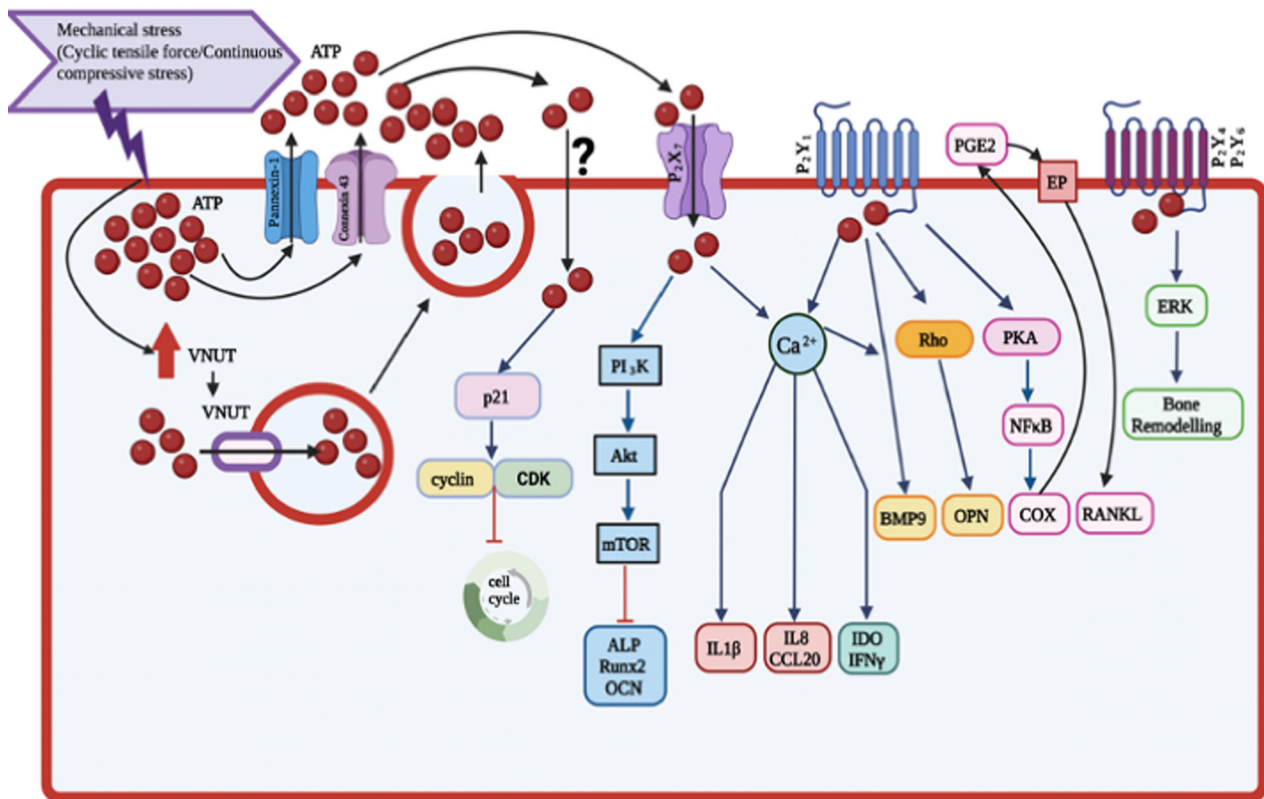 Mechanical stress
(Cyclic tensile force/Continuous
compressive stress)
ATP
ATP
Pannexin-1
Connexin 43
?
P₂X₇
P₂Y₁
PGE2
EP
P₂Y₄
P₂Y₆
VNUT
VNUT
p21
cyclin
CDK
cell
cycle
PI₃K
Akt
mTOR
ALP
Runx2
OCN
Ca²⁺
IL1β
IL8
CCL20
IDO
IFNγ
Rho
PKA
NFκB
BMP9
OPN
COX
RANKL
ERK
Bone
Remodelling